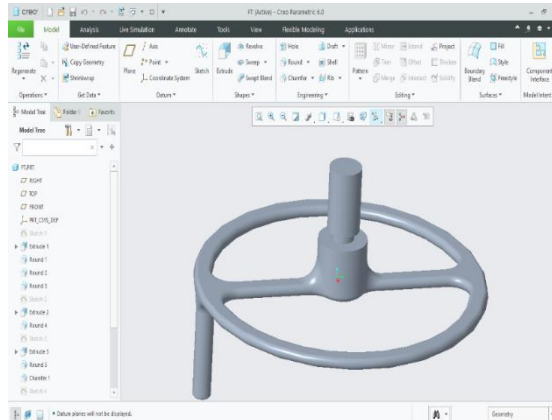 creo
FT (Active) - Creo Parametric 6.0
File Model Analysis Live Simulation Annotate Tools View Flexible Modeling Applications
Regenerate
User-Defined Feature
Copy Geometry
Shrinkwrap
Plane
Axis
Point
Coordinate System
Sketch
Extrude
Revolve
Sweep
Swept Blend
Hole
Round
Chamfer
Draft
Shell
Rib
Pattern
Mirror Extend Project
Trim Offset Thicken
Merge Intersect Solidify
Boundary
Blend
Fill
Style
Freestyle
Component
Interface
Operations Get Data Datum Shapes Engineering Editing Surfaces Model Intent
Model Tree Folder Favorites
Model Tree
FT.PRT
RIGHT
TOP
FRONT
PRT_CSYS_DEF
Sketch 1
Extrude 1
Round 1
Round 2
Round 3
Sketch 2
Extrude 2
Round 4
Extrude 3
Round 5
Chamfer 1
Sketch 4
• Datum planes will not be displayed.
Geometry